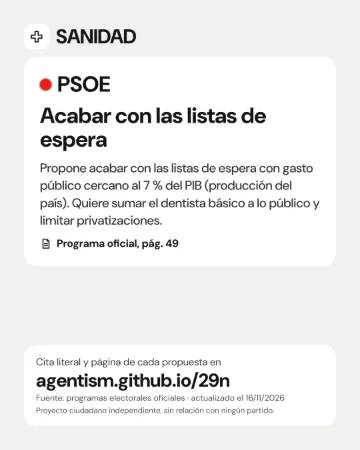 SANIDAD
PSOE
Acabar con las listas de
espera
Propone acabar con las listas de espera con gasto
público cercano al 7 % del PIB (producción del
país). Quiere sumar el dentista básico a lo público y
limitar privatizaciones.
Programa oficial, pág. 49
Cita literal y página de cada propuesta en
agentism.github.io/29n
Fuente: programas electorales oficiales · actualizado el 16/11/2026
Proyecto ciudadano independiente, sin relación con ningún partido.